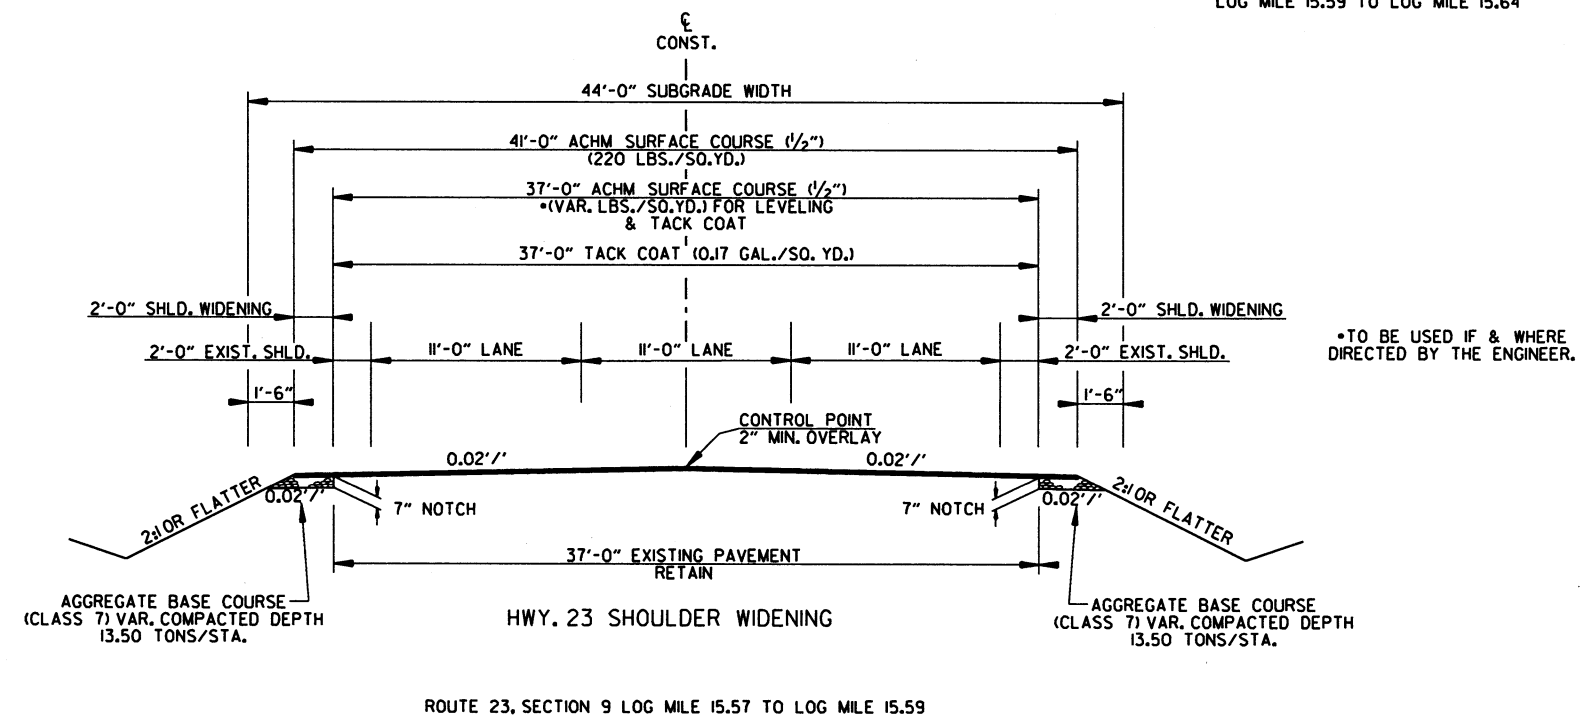 LOG MILE 15.59 TO LOG MILE 15.64
℄
CONST.
44'-0" SUBGRADE WIDTH
41'-0" ACHM SURFACE COURSE (1/2")
(220 LBS./SQ.YD.)
37'-0" ACHM SURFACE COURSE (1/2")
•(VAR. LBS./SQ.YD.) FOR LEVELING
& TACK COAT
37'-0" TACK COAT (0.17 GAL./SQ. YD.)
2'-0" SHLD. WIDENING
2'-0" SHLD. WIDENING
2'-0" EXIST. SHLD.
11'-0" LANE
11'-0" LANE
11'-0" LANE
2'-0" EXIST. SHLD.
•TO BE USED IF & WHERE
DIRECTED BY THE ENGINEER.
1'-6"
1'-6"
CONTROL POINT
2" MIN. OVERLAY
0.02'/'
0.02'/'
2:1 OR FLATTER
0.02'/'
7" NOTCH
7" NOTCH
0.02'/'
2:1 OR FLATTER
37'-0" EXISTING PAVEMENT
RETAIN
AGGREGATE BASE COURSE
(CLASS 7) VAR. COMPACTED DEPTH
13.50 TONS/STA.
HWY. 23 SHOULDER WIDENING
AGGREGATE BASE COURSE
(CLASS 7) VAR. COMPACTED DEPTH
13.50 TONS/STA.
ROUTE 23, SECTION 9 LOG MILE 15.57 TO LOG MILE 15.59